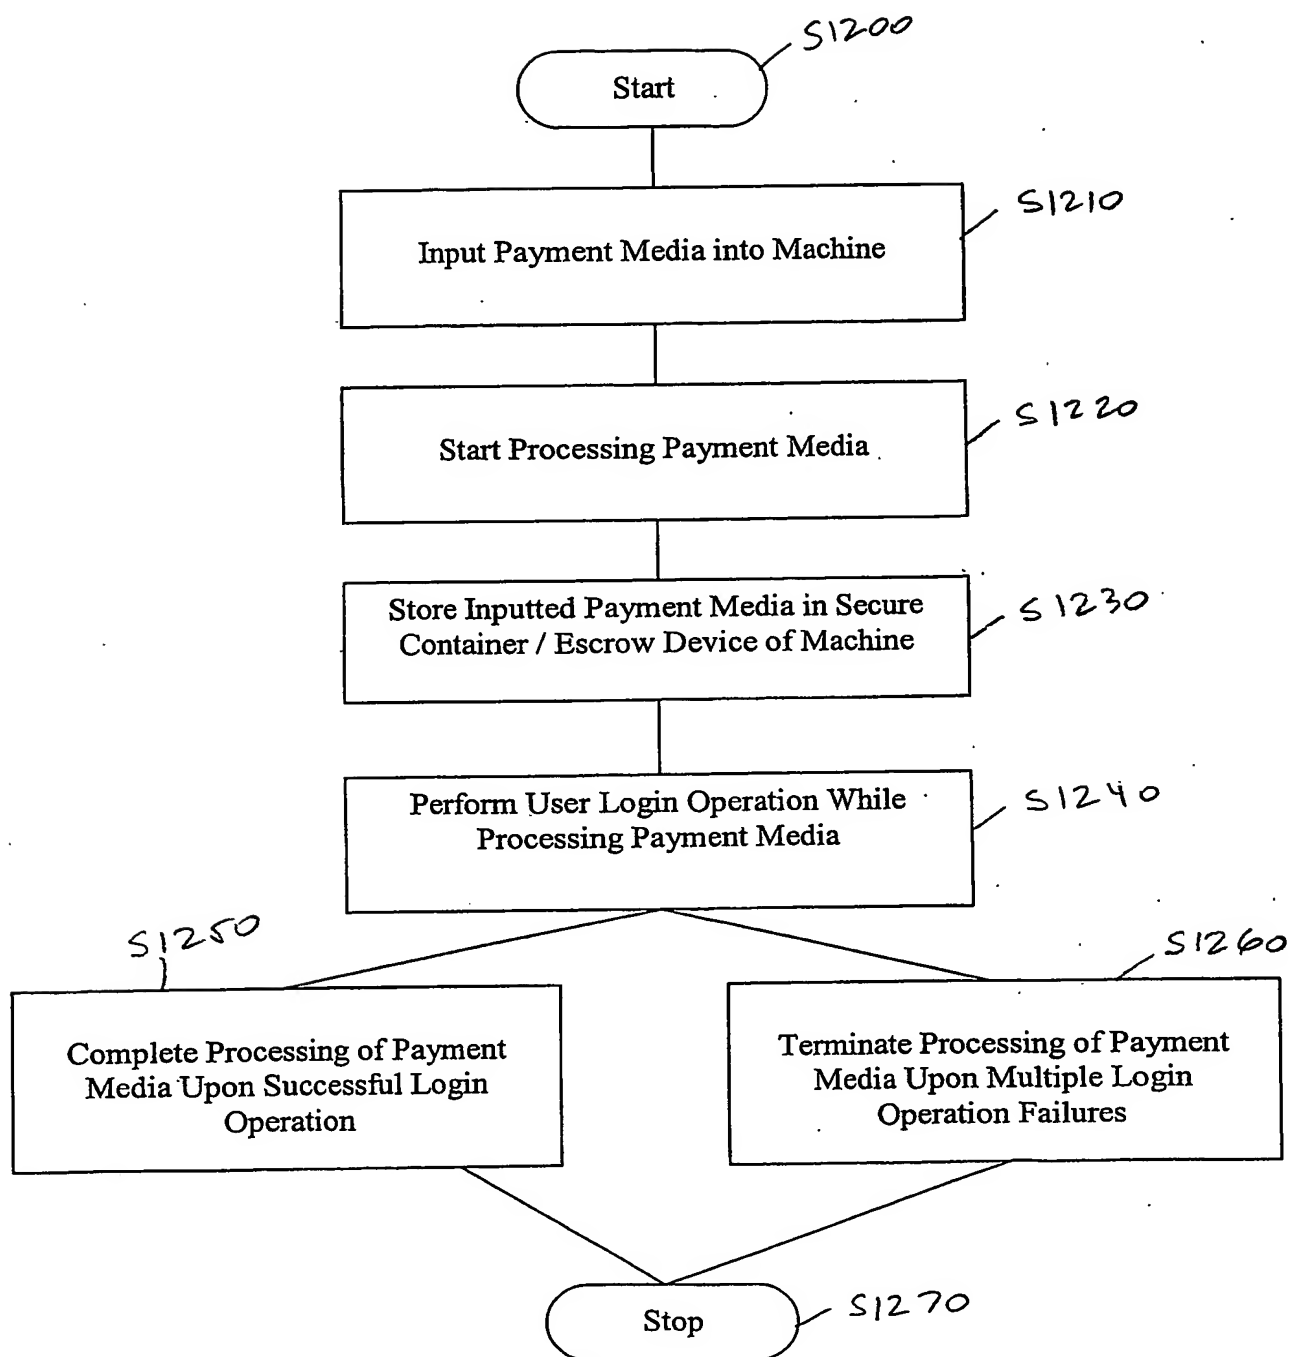 S1200
Start
S1210
Input Payment Media into Machine
S1220
Start Processing Payment Media
Store Inputted Payment Media in Secure
Container / Escrow Device of Machine
S1230
Perform User Login Operation While
Processing Payment Media
S1240
S1250
S1260
Complete Processing of Payment
Media Upon Successful Login
Operation
Terminate Processing of Payment
Media Upon Multiple Login
Operation Failures
Stop
S1270